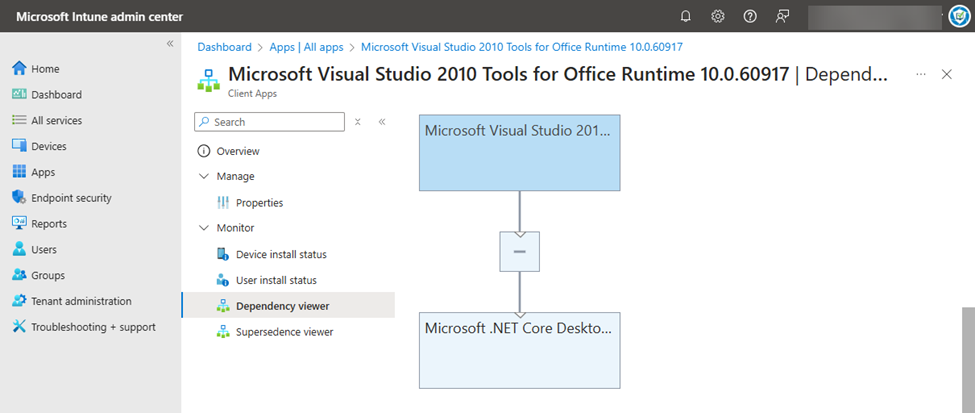 Microsoft Intune admin center
Dashboard > Apps | All apps > Microsoft Visual Studio 2010 Tools for Office Runtime 10.0.60917
Microsoft Visual Studio 2010 Tools for Office Runtime 10.0.60917 | Depend...
Client Apps
Home
Dashboard
All services
Devices
Apps
Endpoint security
Reports
Users
Groups
Tenant administration
Troubleshooting + support
Search
Overview
Manage
Properties
Monitor
Device install status
User install status
Dependency viewer
Supersedence viewer
Microsoft Visual Studio 201...
Microsoft .NET Core Deskto...